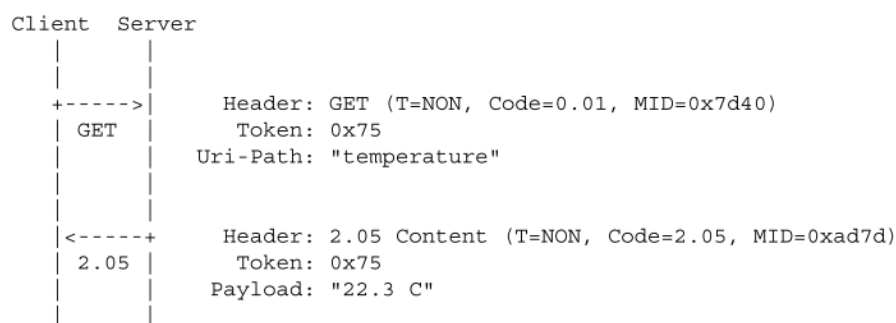 Client Server
Header: GET (T=NON, Code=0.01, MID=0x7d40)
GET Token: 0x75
Uri-Path: "temperature"
Header: 2.05 Content (T=NON, Code=2.05, MID=0xad7d)
2.05 Token: 0x75
Payload: "22.3 C"